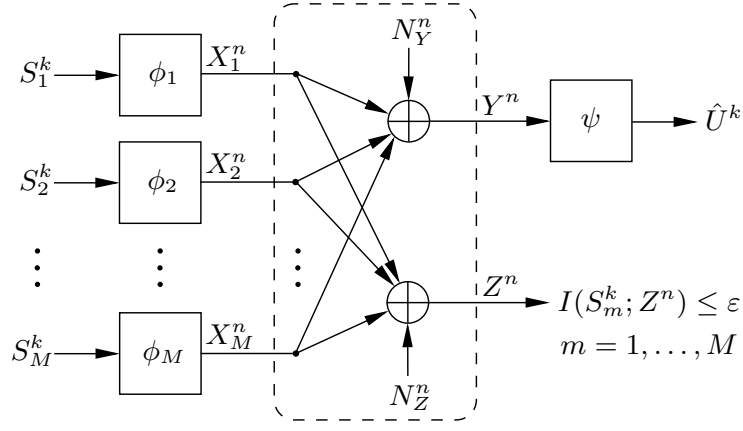 N_Y^n
S_1^k ϕ_1 X_1^n
Y^n ψ Û^k
S_2^k ϕ_2 X_2^n
Z^n I(S_m^k; Z^n) ≤ ε
m = 1, . . . , M
S_M^k ϕ_M X_M^n
N_Z^n